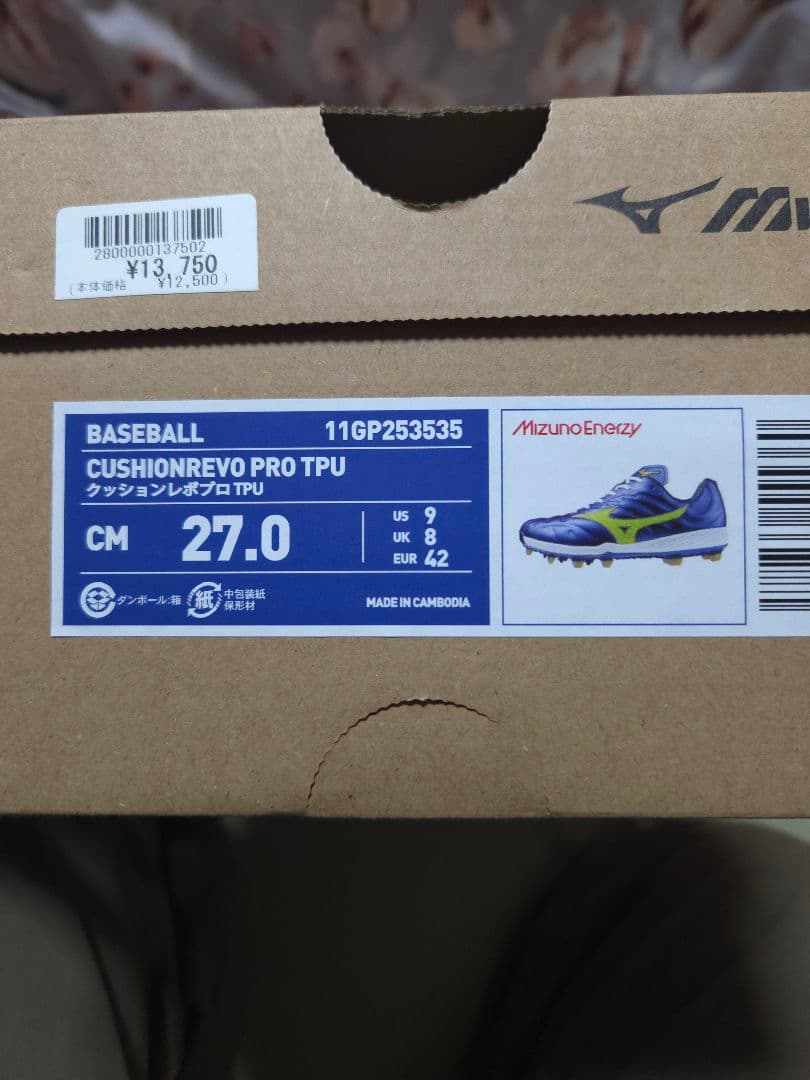 2800000137502
¥13,750
(本体価格 ¥12,500)
BASEBALL 11GP253535
CUSHIONREVO PRO TPU
クッションレボプロ TPU
CM 27.0
US 9
UK 8
EUR 42
ダンボール:箱
紙 中包装紙
保形材
MADE IN CAMBODIA
Mizuno Enerzy